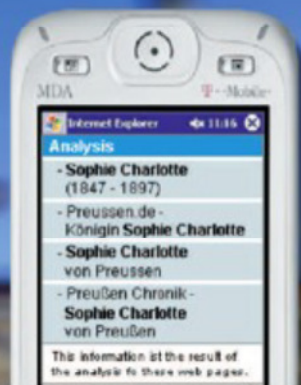 MDA
T··Mobile·
Internet Explorer 11:16
Analysis
- Sophie Charlotte
(1847 - 1897)
- Preussen.de -
Königin Sophie Charlotte
- Sophie Charlotte
von Preussen
- Preußen Chronik -
Sophie Charlotte
von Preußen
This information ist the result of
the analysis fo these web pages.